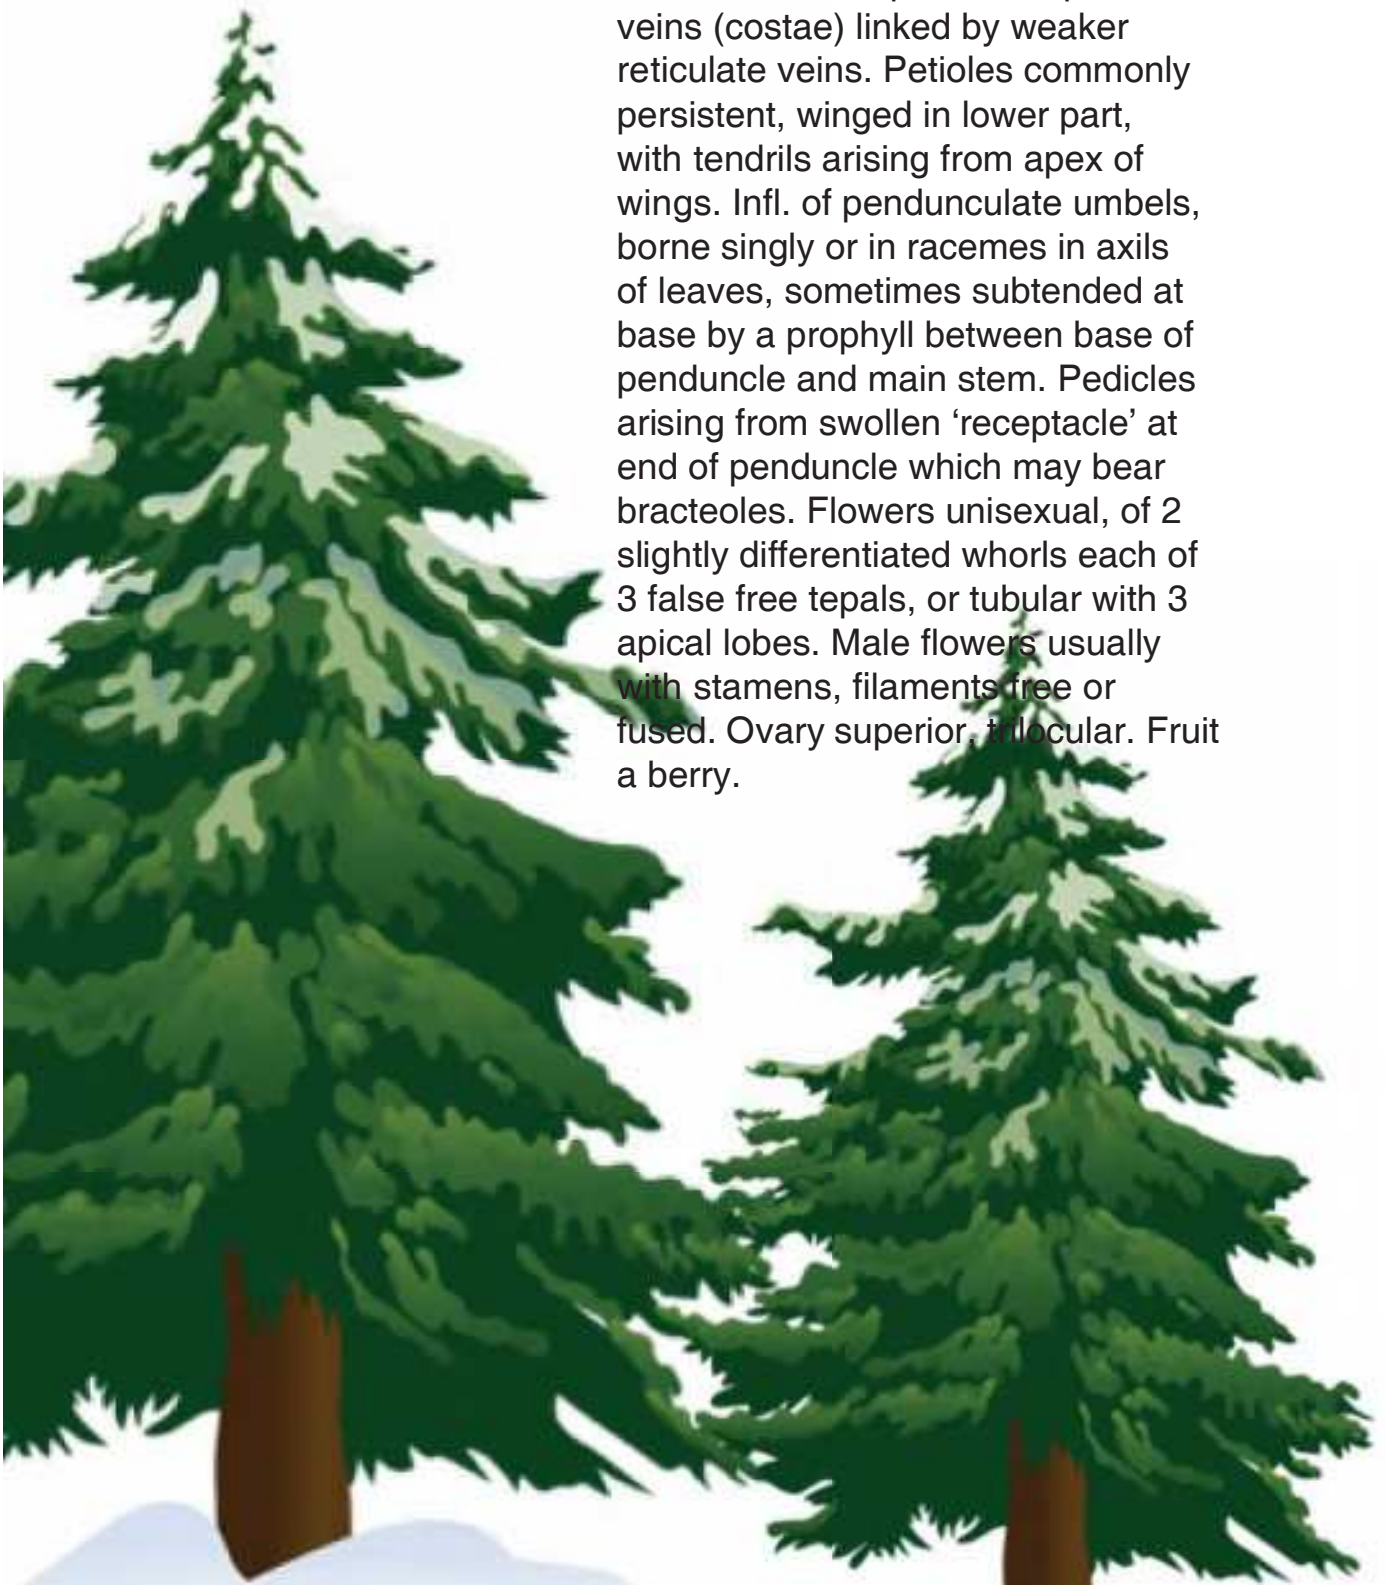 veins (costae) linked by weaker
reticulate veins. Petioles commonly
persistent, winged in lower part,
with tendrils arising from apex of
wings. Infl. of pendunculate umbels,
borne singly or in racemes in axils
of leaves, sometimes subtended at
base by a prophyll between base of
penduncle and main stem. Pedicles
arising from swollen ‘receptacle’ at
end of penduncle which may bear
bracteoles. Flowers unisexual, of 2
slightly differentiated whorls each of
3 false free tepals, or tubular with 3
apical lobes. Male flowers usually
with stamens, filaments free or
fused. Ovary superior, trilocular. Fruit
a berry.